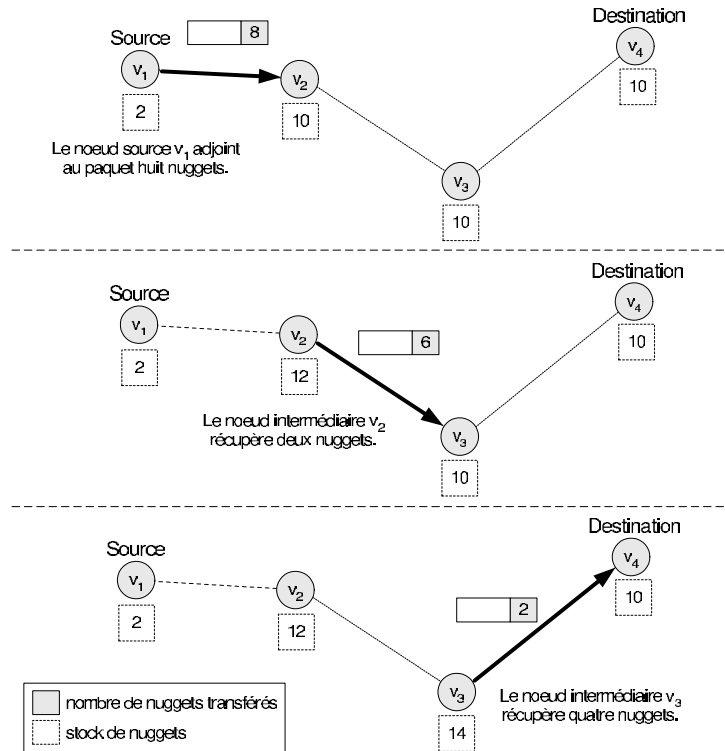 Source
8
Destination
v1
v2
v4
2
10
10
Le noeud source v1 adjoint
au paquet huit nuggets.
v3
10
Destination
Source
v1
v2
6
v4
2
12
10
Le noeud intermédiaire v2
récupère deux nuggets.
v3
10
Destination
Source
v1
v2
v4
2
12
2
10
nombre de nuggets transférés
stock de nuggets
v3
14
Le noeud intermédiaire v3
récupère quatre nuggets.